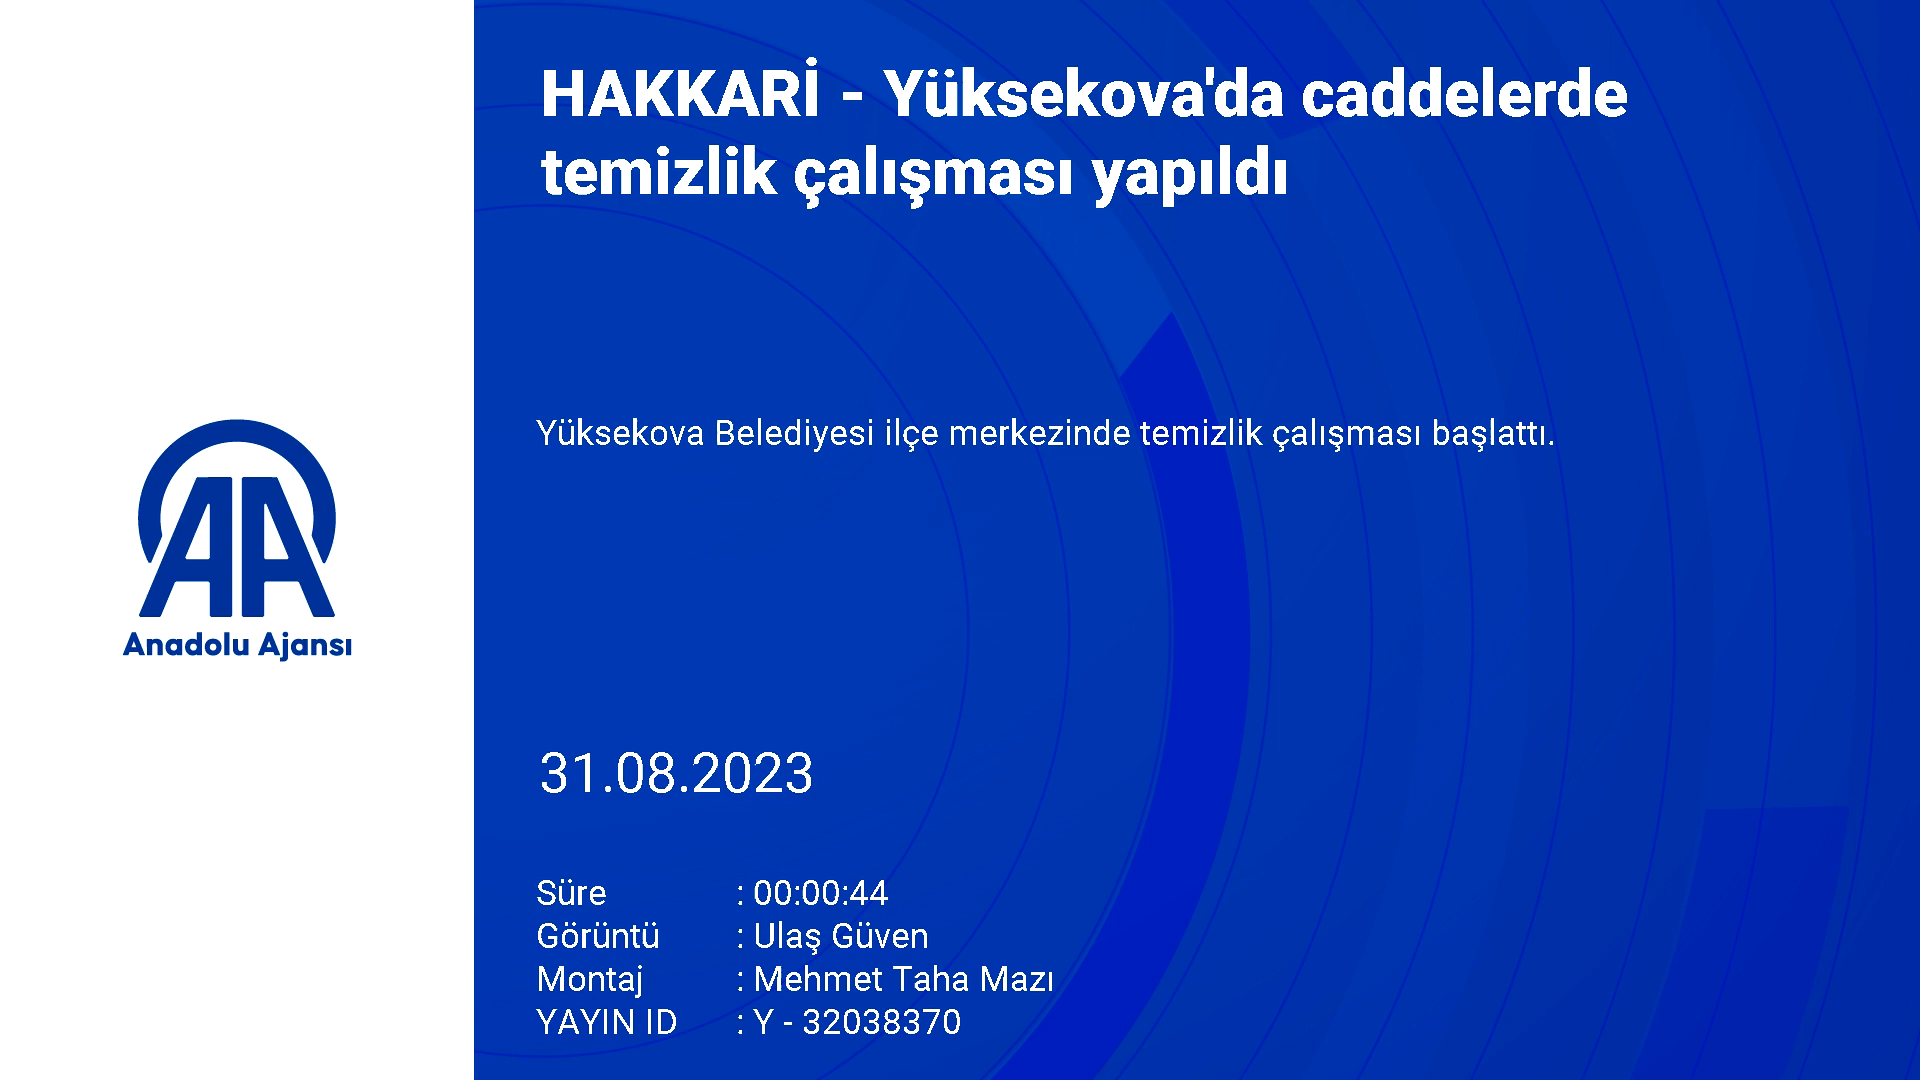 HAKKARİ - Yüksekova'da caddelerde
temizlik çalışması yapıldı
Yüksekova Belediyesi ilçe merkezinde temizlik çalışması başlattı.
AA
Anadolu Ajansı
31.08.2023
Süre : 00:00:44
Görüntü : Ulaş Güven
Montaj : Mehmet Taha Mazı
YAYIN ID : Y - 32038370